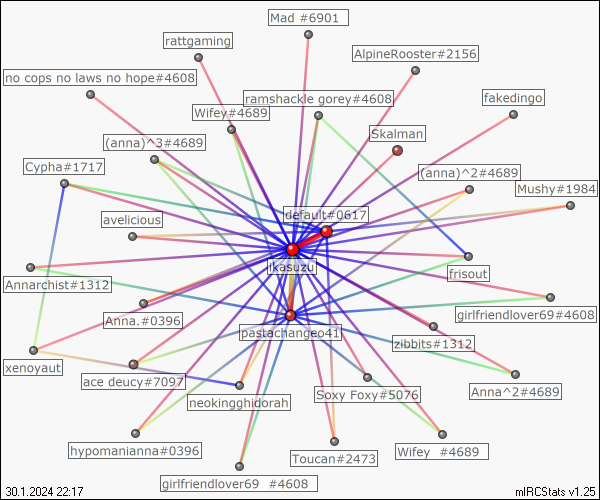 Mad #6901
rattgaming
AlpineRooster#2156
no cops no laws no hope#4608
ramshackle gorey#4608
fakedingo
Wifey#4689
Skalman
(anna)^3#4689
Cypha#1717
(anna)^2#4689
Mushy#1984
avelicious
default#0617
ikasuzu
frisout
Annarchist#1312
girlfriendlover69#4608
Anna.#0396
pastachangeo41
zibbits#1312
xenoyaut
ace deucy#7097
Soxy Foxy#5076
Anna^2#4689
neokingghidorah
hypomanianna#0396
Toucan#2473
Wifey  #4689
girlfriendlover69  #4608
30.1.2024 22:17
mIRCStats v1.25